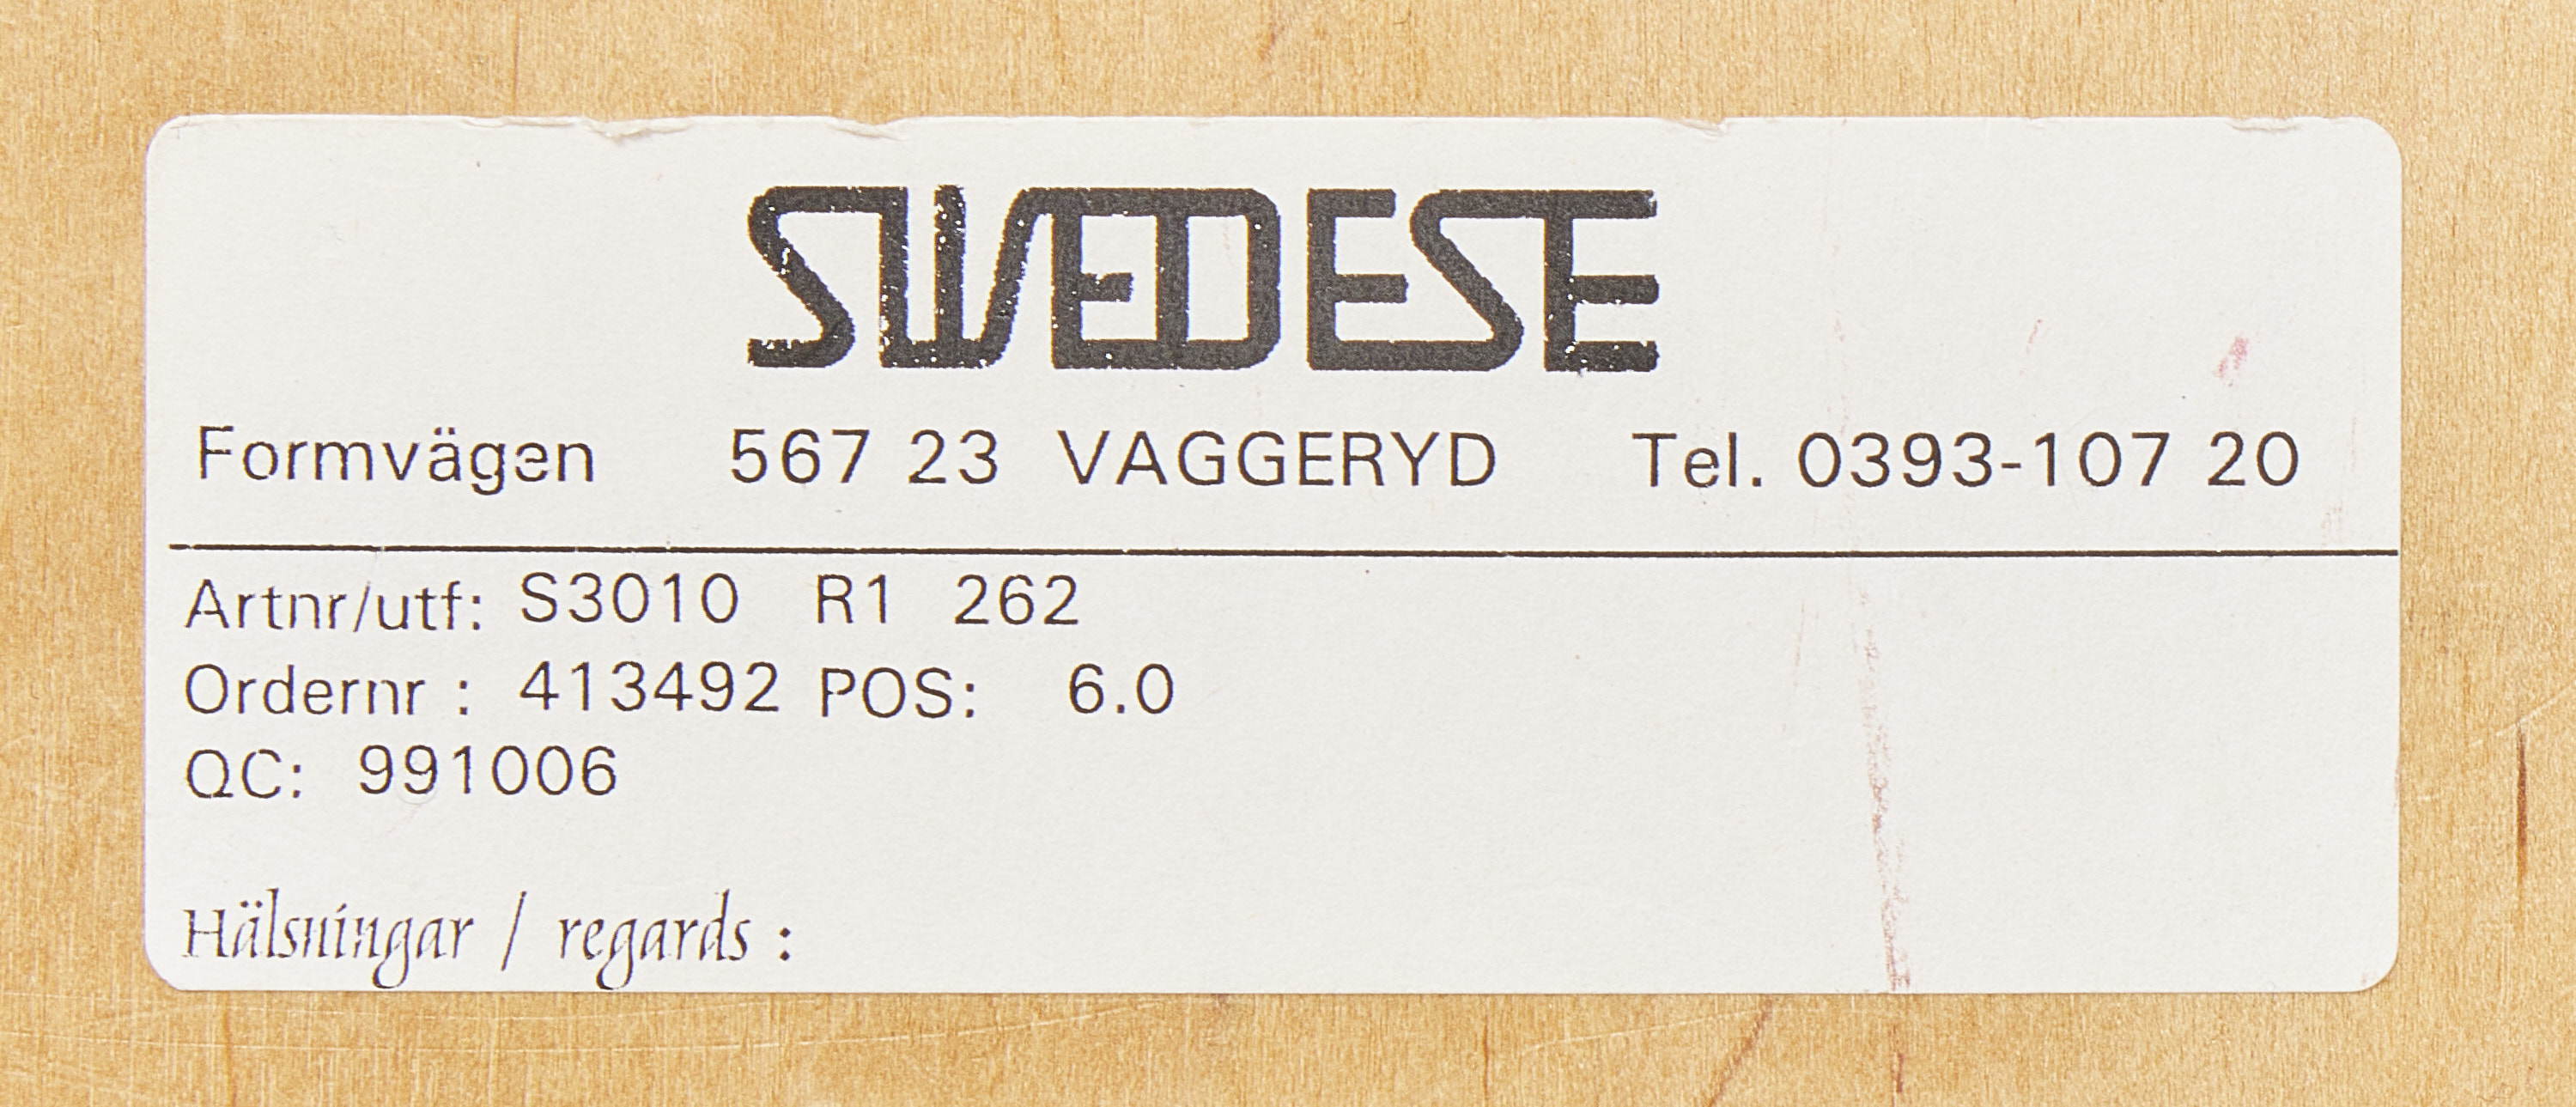 SWEDESE
Formvägen 567 23 VAGGERYD Tel. 0393-107 20
Artnr/utf: S3010 R1 262
Ordernr : 413492 POS: 6.0
QC: 991006
Hälsningar / regards :